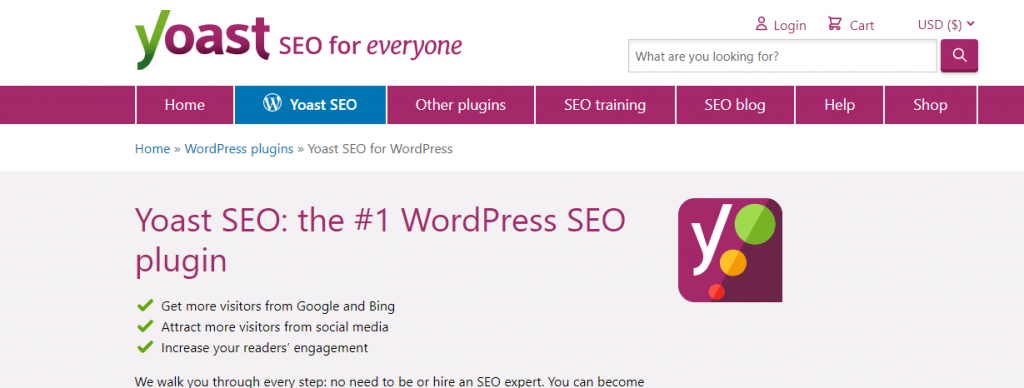 yoast SEO for everyone
Login Cart USD ($)
What are you looking for?
Home Yoast SEO Other plugins SEO training SEO blog Help Shop
Home » WordPress plugins » Yoast SEO for WordPress
Yoast SEO: the #1 WordPress SEO
plugin
y
Get more visitors from Google and Bing
Attract more visitors from social media
Increase your readers’ engagement
We walk you through every step: no need to be or hire an SEO expert. You can become